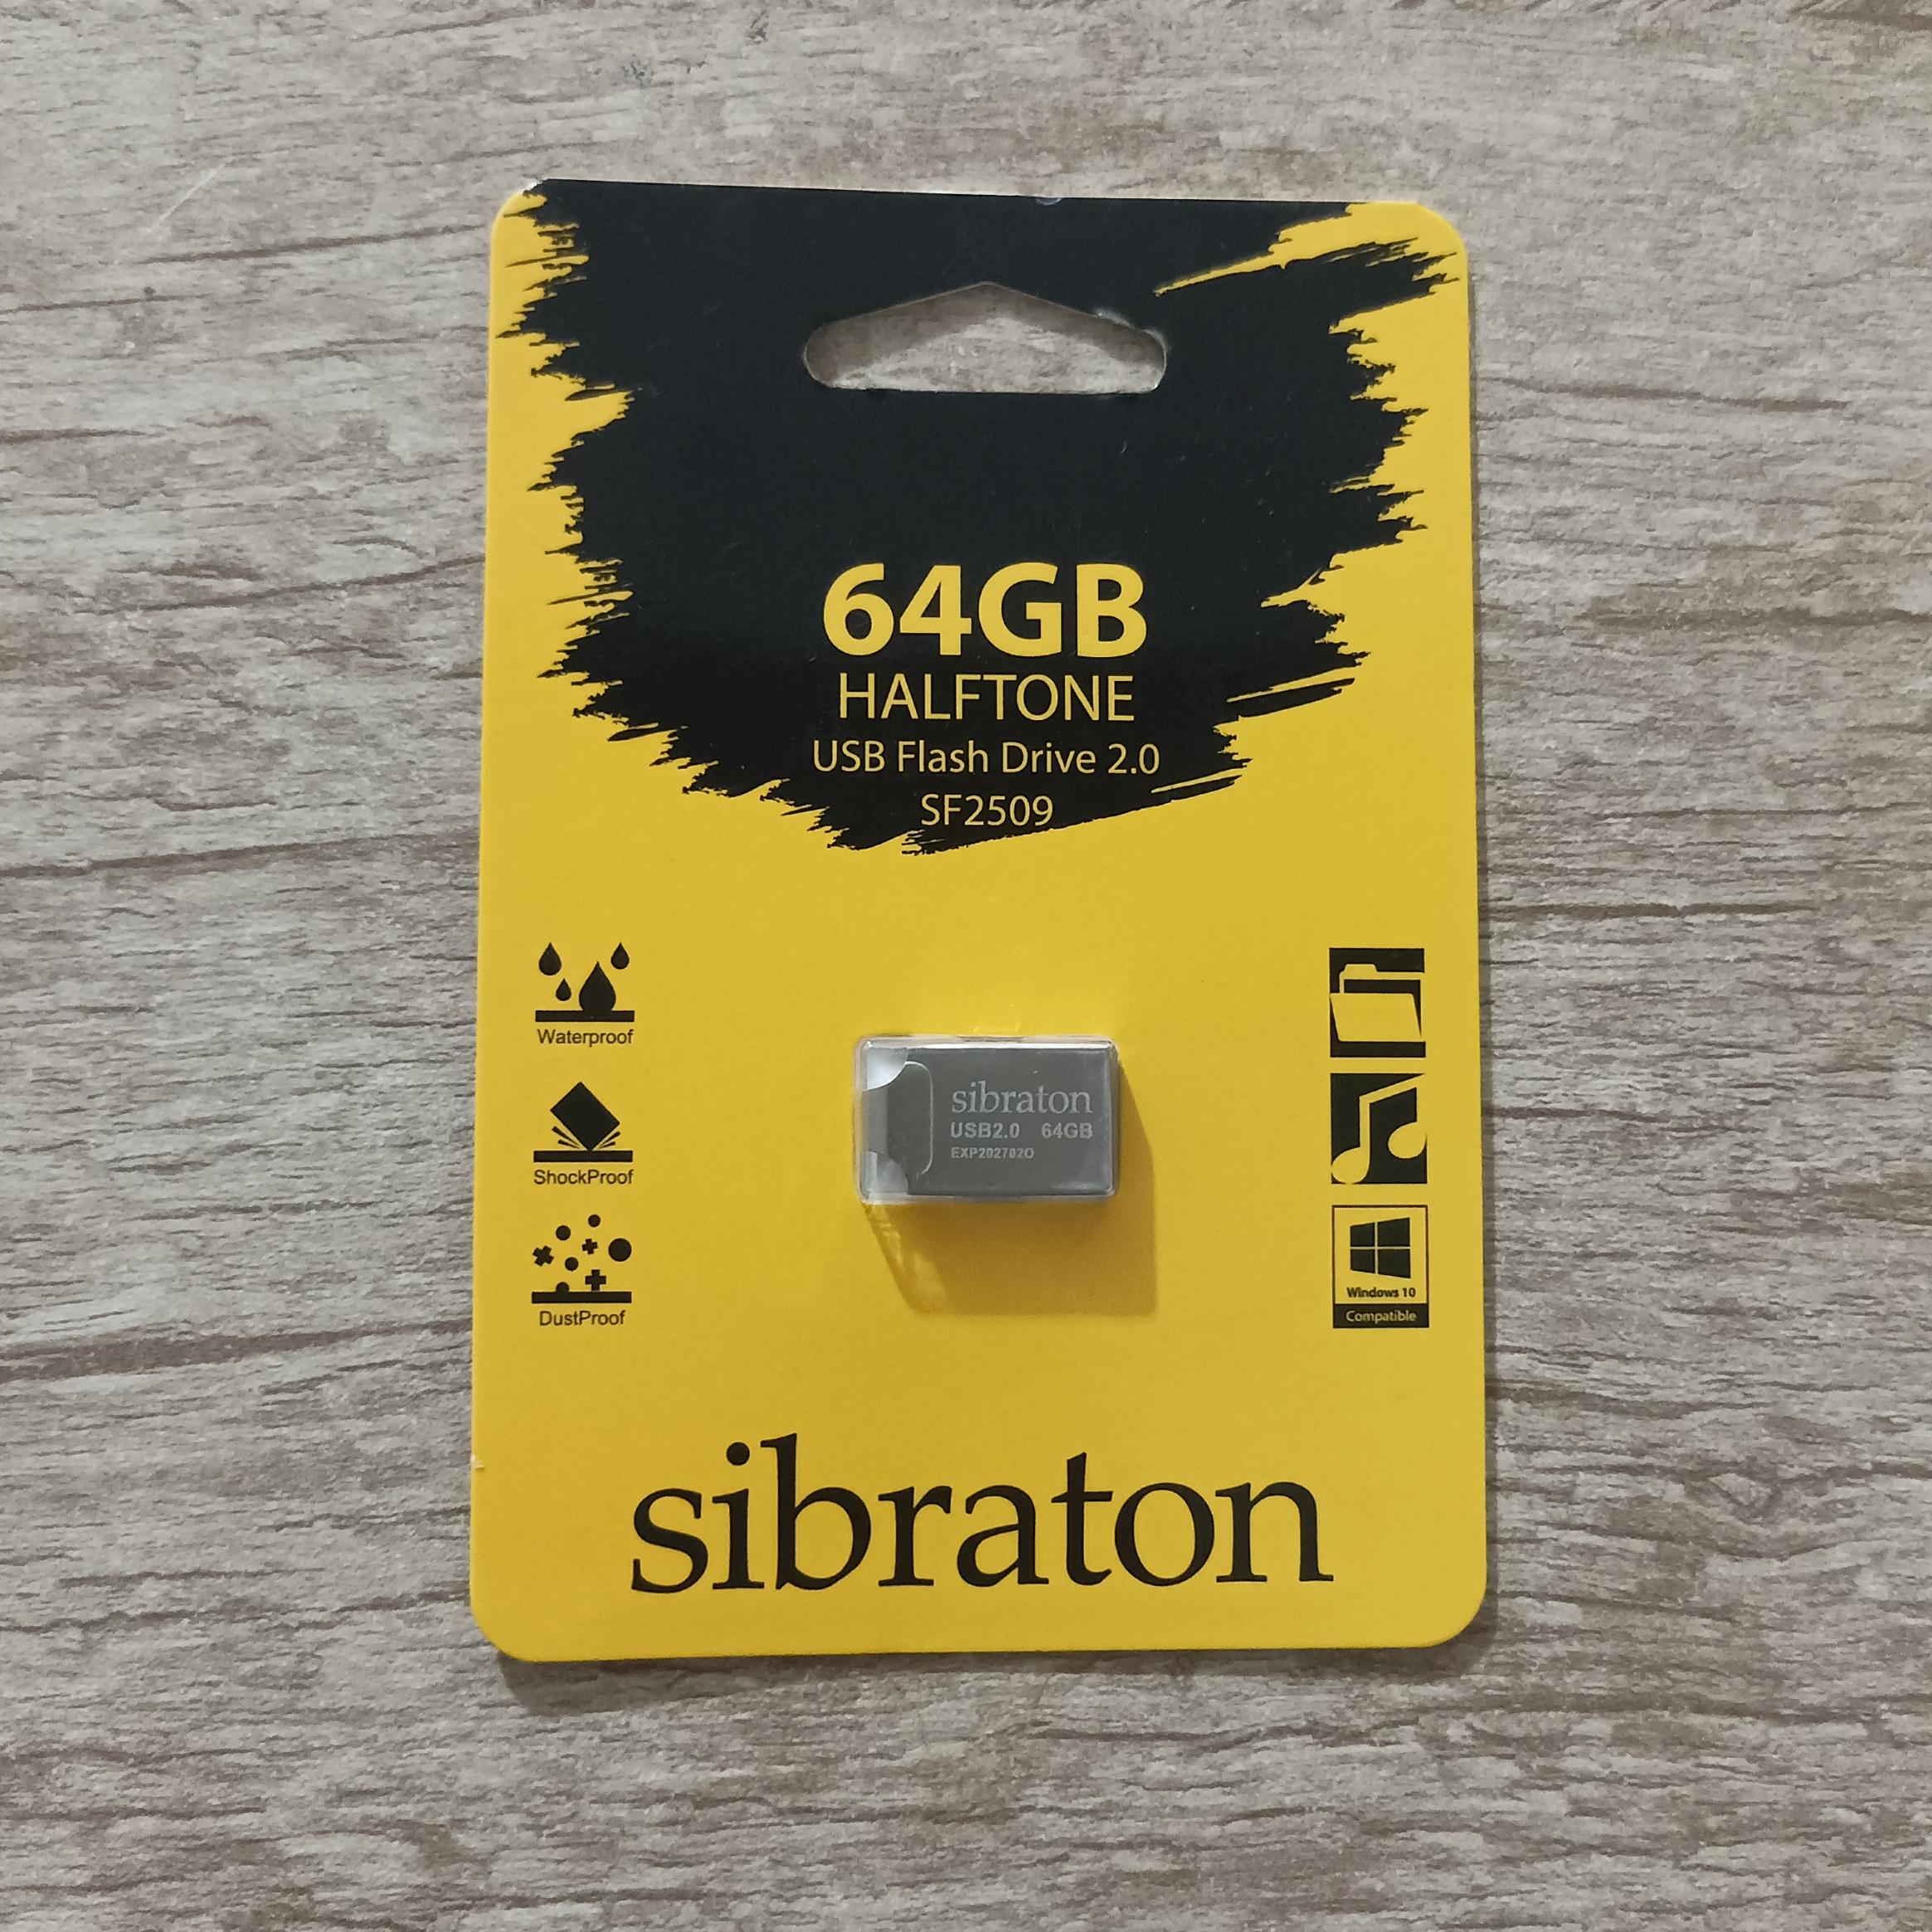 64GB
HALFTONE
USB Flash Drive 2.0
SF2509
Waterproof
ShockProof
DustProof
sibraton
USB2.0 64GB
EXP202702O
Windows 10
Compatible
sibraton